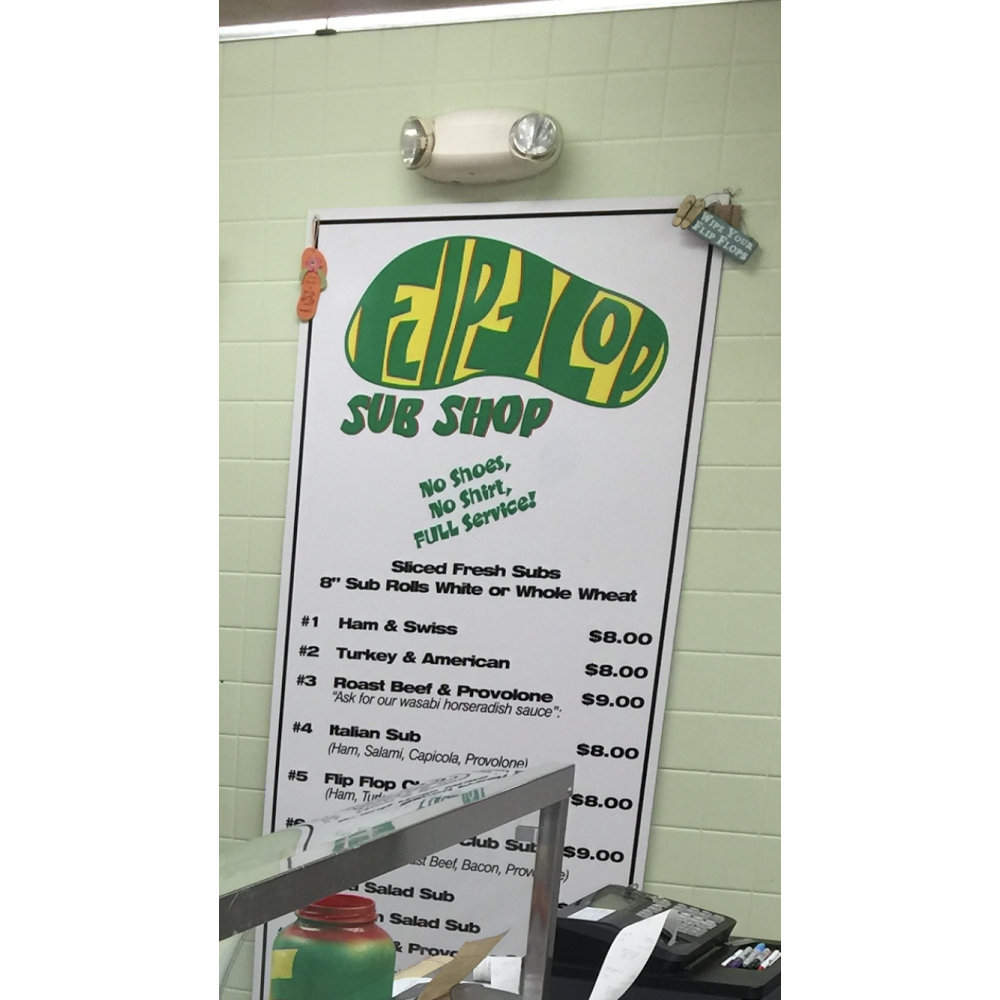 WIPE YOUR
FLIP FLOPS
FLIP FLOP
SUB SHOP
No Shoes,
No Shirt,
FULL Service!
Sliced Fresh Subs
8" Sub Rolls White or Whole Wheat
#1 Ham & Swiss $8.00
#2 Turkey & American $8.00
#3 Roast Beef & Provolone $9.00
"Ask for our wasabi horseradish sauce":
#4 Italian Sub $8.00
(Ham, Salami, Capicola, Provolone)
#5 Flip Flop $8.00
(Ham,
Club Sub $9.00
Beef, Bacon,
Salad Sub
Salad Sub
&